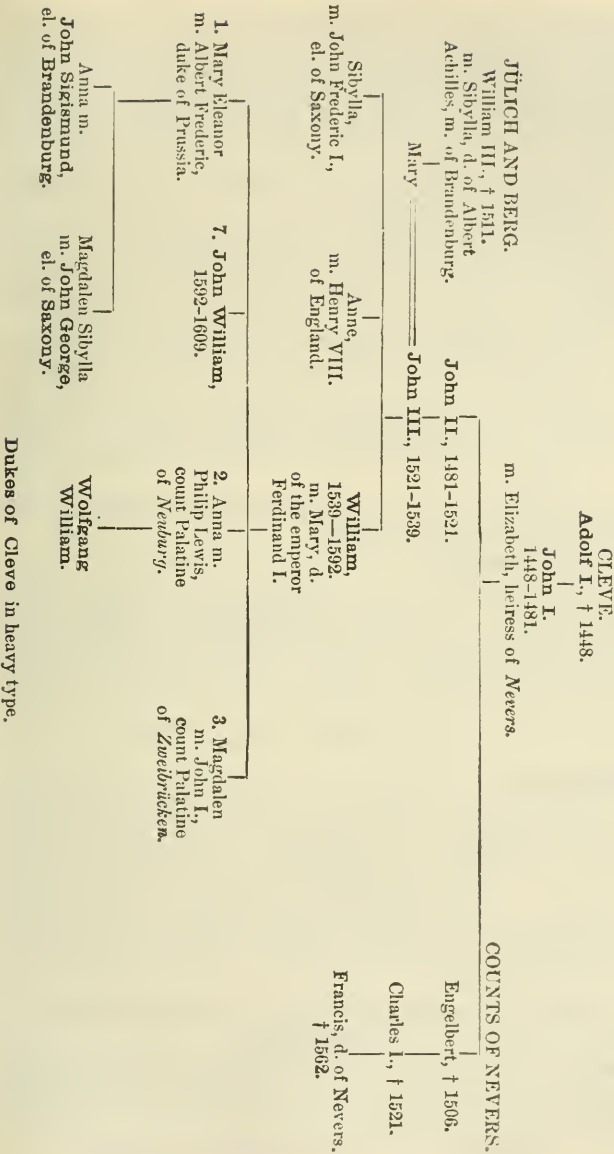 CLEVE.
Adolf I., † 1448.
John I.
1448-1481.
m. Elizabeth, heiress of Nevers.
JÜLICH AND BERG.
William III., † 1511.
m. Sibylla, d. of Albert
Achilles, m. of Brandenburg.
COUNTS OF NEVERS.
John II., 1481-1521.
Engelbert, † 1506.
Mary
John III., 1521-1539.
Charles I., † 1521.
Sibylla,
m. John Frederic I.,
el. of Saxony.
Anne,
m. Henry VIII.
of England.
William,
1539—1592.
m. Mary, d.
of the emperor
Ferdinand I.
Francis, d. of Nevers.
† 1562.
1. Mary Eleanor
m. Albert Frederic,
duke of Prussia.
7. John William,
1592-1609.
2. Anna m.
Philip Lewis,
count Palatine
of Neuburg.
3. Magdalen
m. John I.,
count Palatine
of Zweibrücken.
Anna m.
John Sigismund,
el. of Brandenburg.
Magdalen Sibylla
m. John George,
el. of Saxony.
Wolfgang
William.
Dukes of Cleve in heavy type.